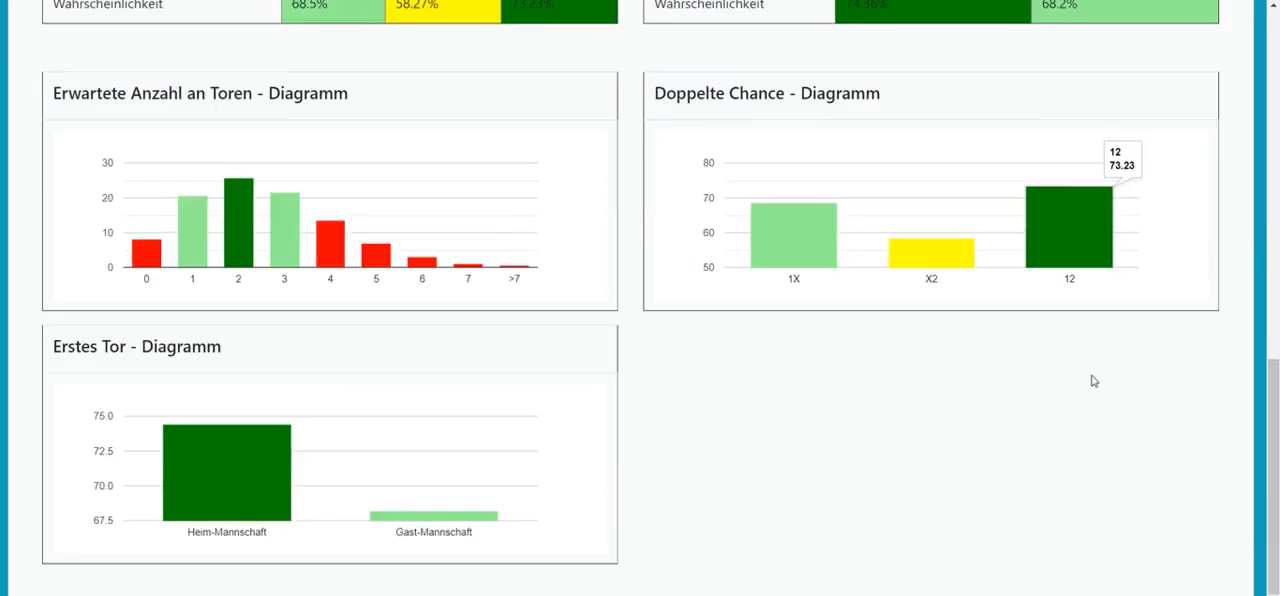 Wahrscheinlichkeit 68.5% 58.27% 73.23%
Wahrscheinlichkeit 74.36% 68.2%
Erwartete Anzahl an Toren - Diagramm
30
20
10
0
0 1 2 3 4 5 6 7 >7
Doppelte Chance - Diagramm
12
73.23
80
70
60
50
1X X2 12
Erstes Tor - Diagramm
75.0
72.5
70.0
67.5
Heim-Mannschaft Gast-Mannschaft